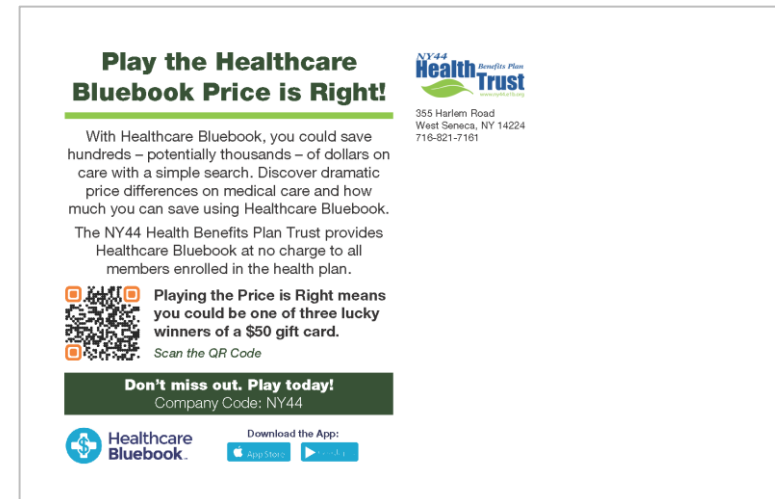 Play the Healthcare
Bluebook Price is Right!
With Healthcare Bluebook, you could save
hundreds – potentially thousands – of dollars on
care with a simple search. Discover dramatic
price differences on medical care and how
much you can save using Healthcare Bluebook.
The NY44 Health Benefits Plan Trust provides
Healthcare Bluebook at no charge to all
members enrolled in the health plan.
Playing the Price is Right means
you could be one of three lucky
winners of a $50 gift card.
Scan the QR Code
Don't miss out. Play today!
Company Code: NY44
Healthcare
Bluebook
Download the App:
App Store
NY44
Health Benefits Plan
Trust
355 Harlem Road
West Seneca, NY 14224
716-821-7161